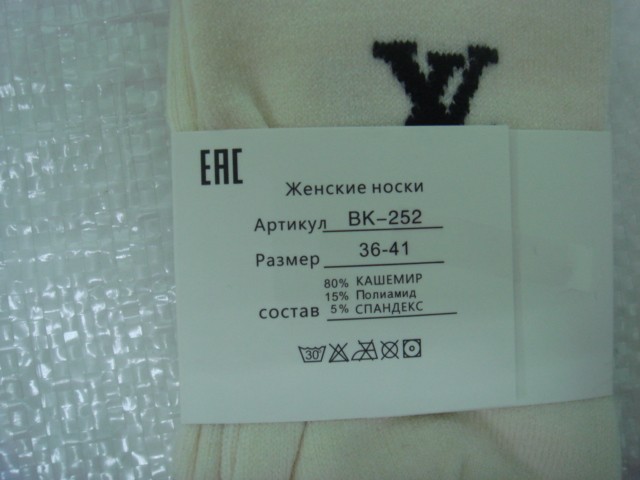 EAC
Женские носки
Артикул BK-252
Размер 36-41
80% КАШЕМИР
15% Полиамид
состав 5% СПАНДЕКС
30